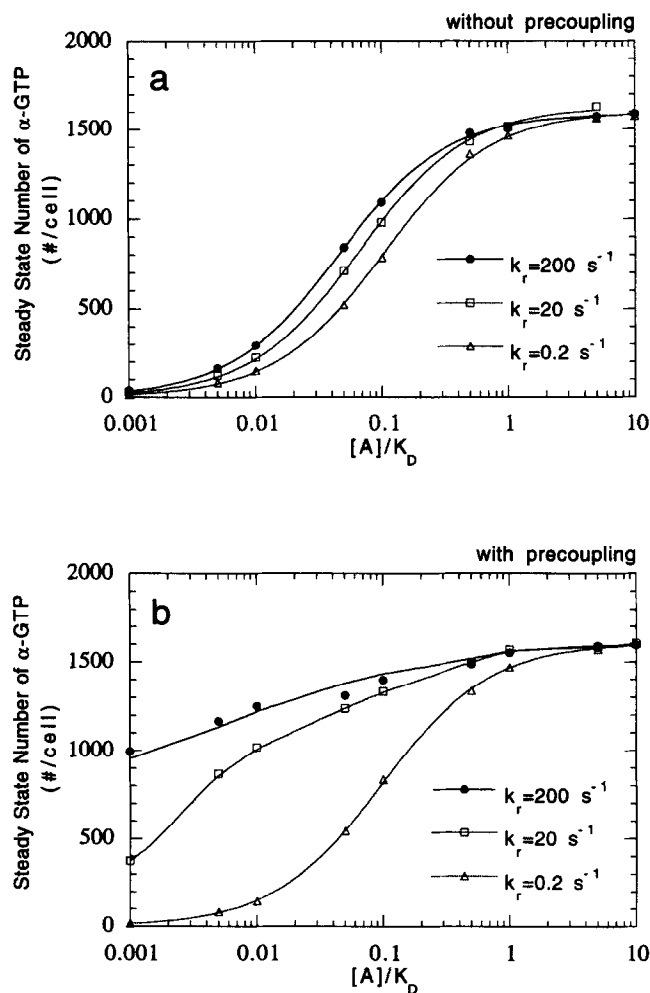 without precoupling
a
Steady State Number of α-GTP
(#/cell)
2000
1500
1000
500
0
k_r=200 s⁻¹
k_r=20 s⁻¹
k_r=0.2 s⁻¹
0.001 0.01 0.1 1 10
[A]/K_D
with precoupling
b
Steady State Number of α-GTP
(#/cell)
2000
1500
1000
500
0
k_r=200 s⁻¹
k_r=20 s⁻¹
k_r=0.2 s⁻¹
0.001 0.01 0.1 1 10
[A]/K_D